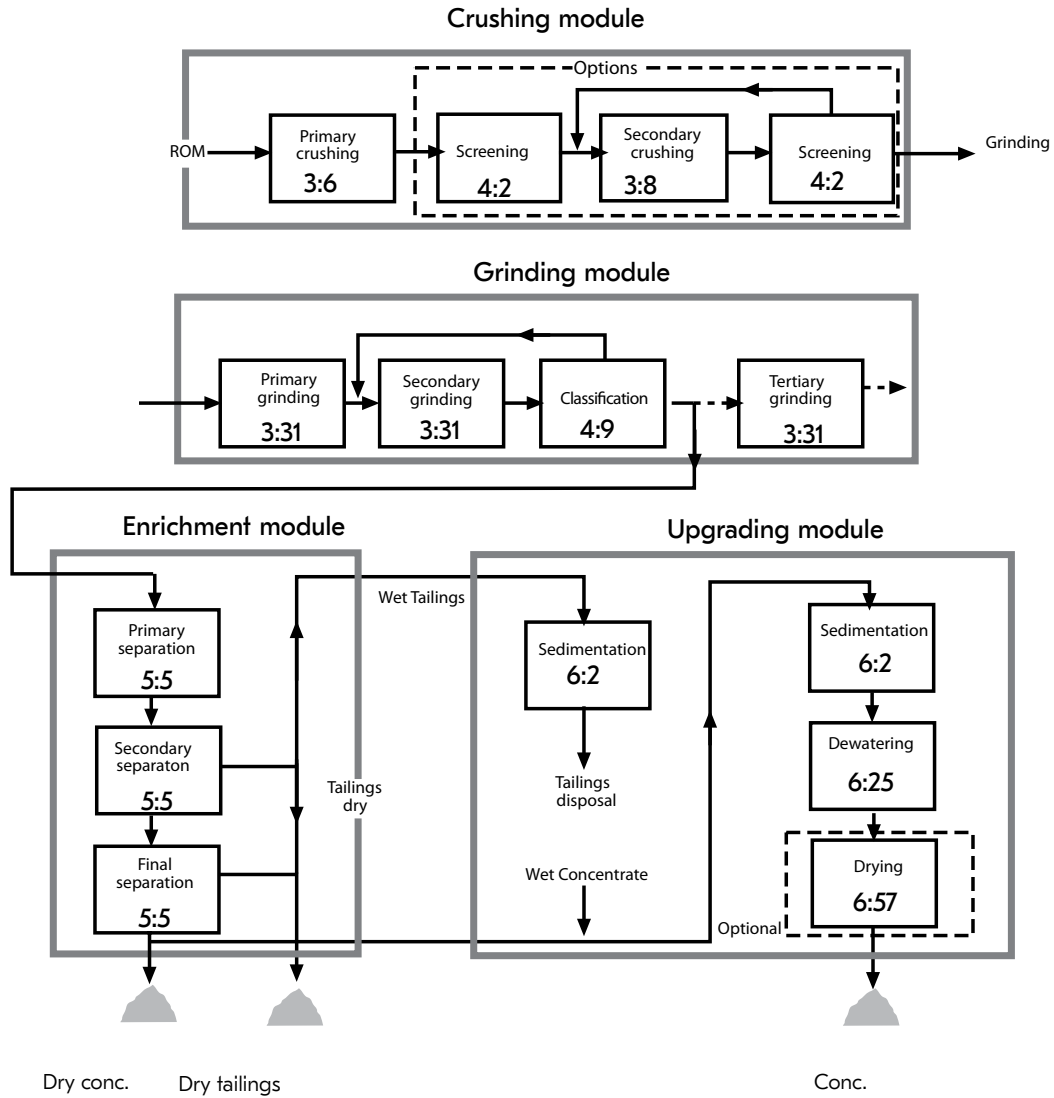 Crushing module
Options
ROM
Primary
crushing
3:6
Screening
4:2
Secondary
crushing
3:8
Screening
4:2
Grinding
Grinding module
Primary
grinding
3:31
Secondary
grinding
3:31
Classification
4:9
Tertiary
grinding
3:31
Enrichment module
Primary
separation
5:5
Secondary
separaton
5:5
Final
separation
5:5
Tailings
dry
Wet Tailings
Upgrading module
Sedimentation
6:2
Tailings
disposal
Wet Concentrate
Sedimentation
6:2
Dewatering
6:25
Drying
6:57
Optional
Dry conc.
Dry tailings
Conc.